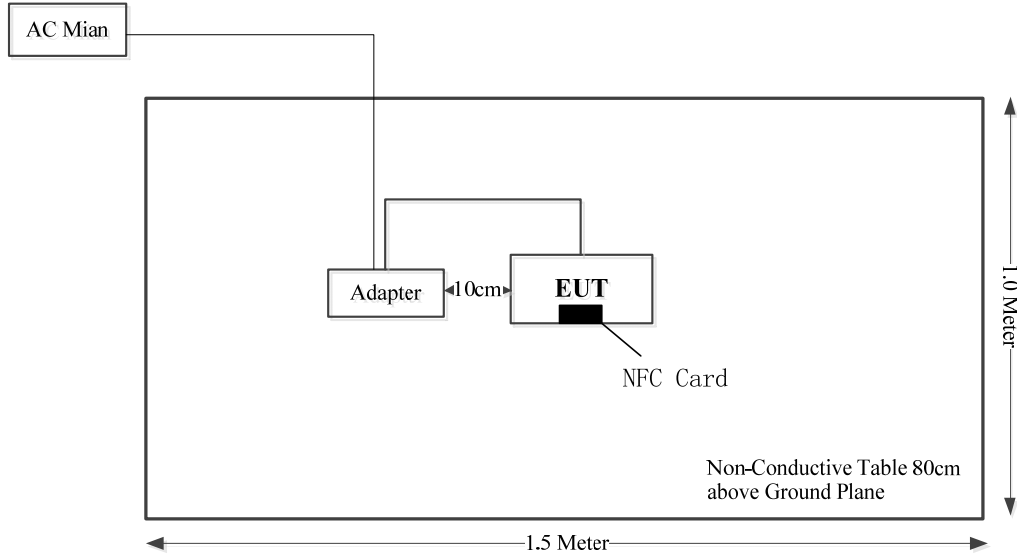 AC Mian
Adapter
10cm
EUT
NFC Card
1.0 Meter
Non-Conductive Table 80cm
above Ground Plane
1.5 Meter